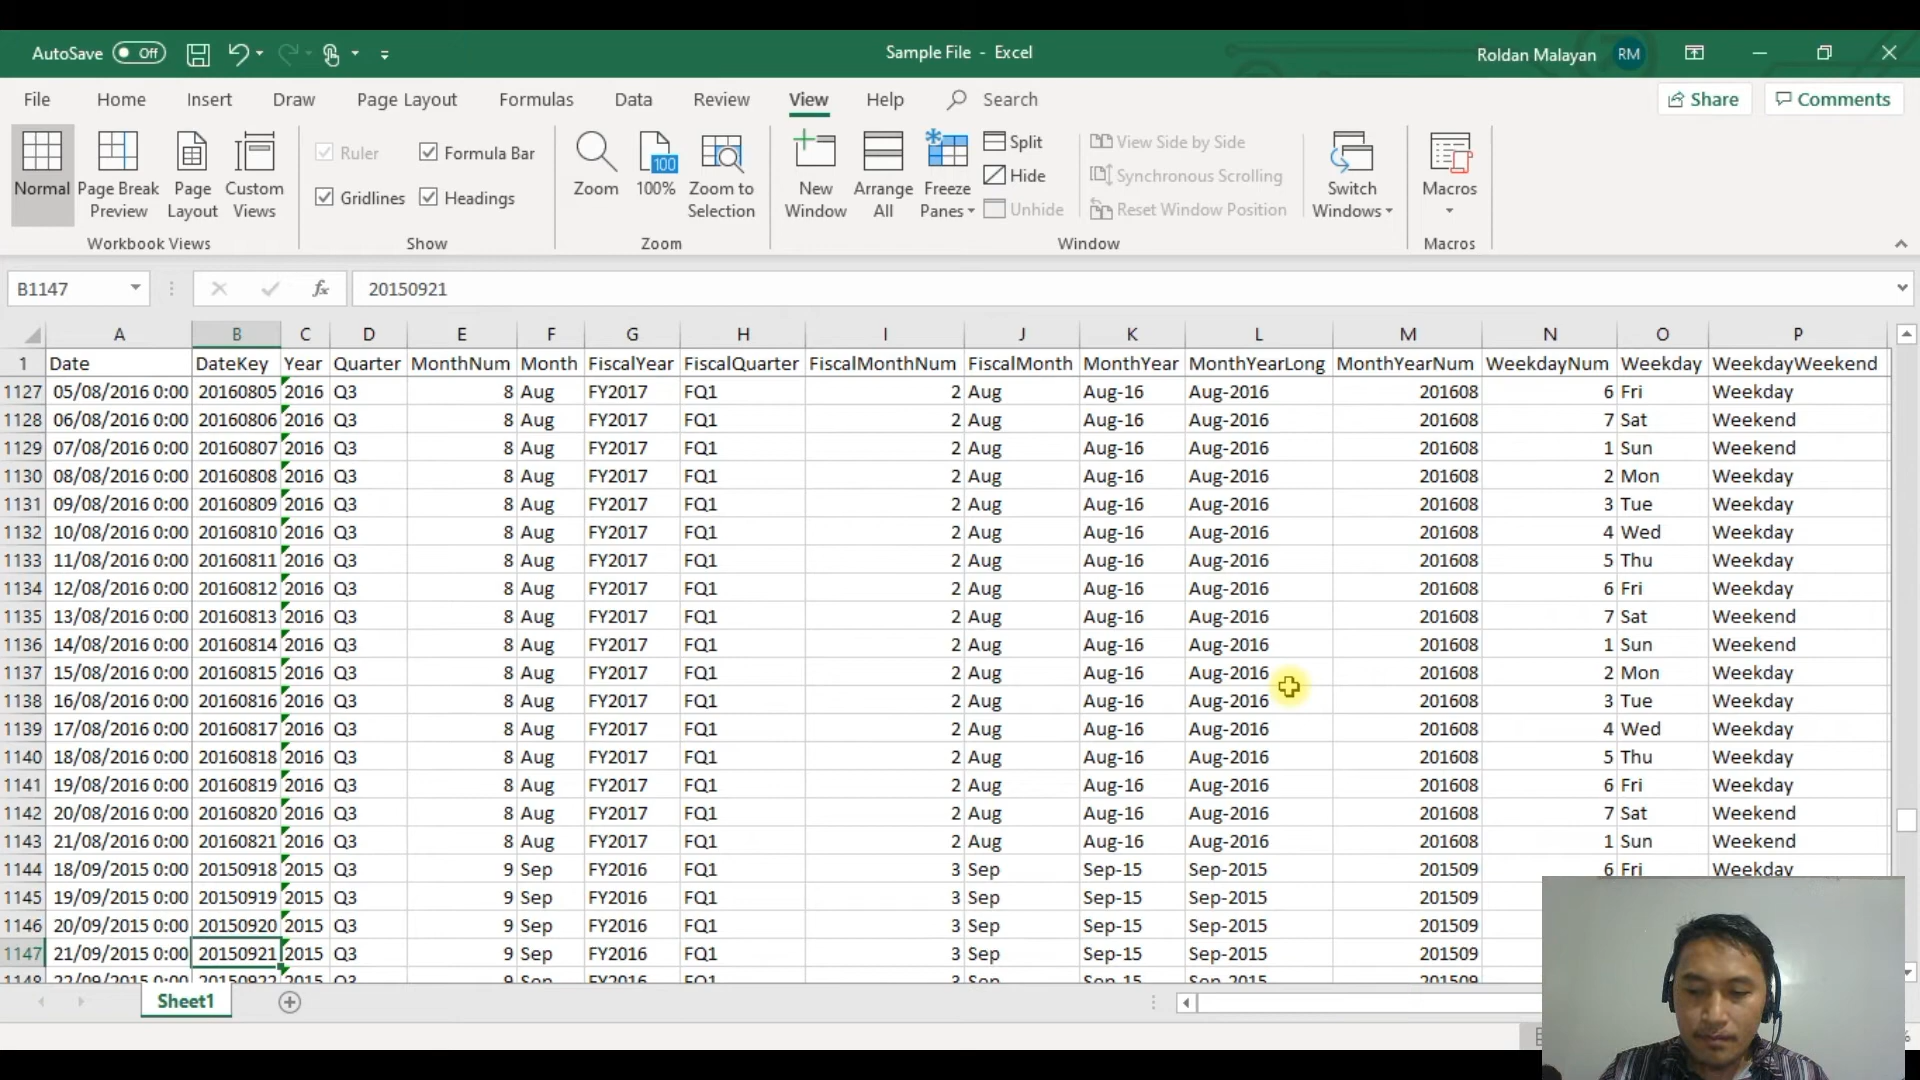 AutoSave Off Sample File - Excel Roldan Malayan RM
File Home Insert Draw Page Layout Formulas Data Review View Help Search Share Comments
Normal Page Break Preview Page Layout Custom Views
Workbook Views
Ruler Formula Bar
Gridlines Headings
Show
Zoom 100 100% Zoom to Selection
Zoom
New Window Arrange All Freeze Panes
Split
Hide
Unhide
View Side by Side
Synchronous Scrolling
Reset Window Position
Switch Windows
Window
Macros
Macros
B1147 fx 20150921
A B C D E F G H I J K L M N O P
1 Date DateKey Year Quarter MonthNum Month FiscalYear FiscalQuarter FiscalMonthNum FiscalMonth MonthYear MonthYearLong MonthYearNum WeekdayNum Weekday WeekdayWeekend
1127 05/08/2016 0:00 20160805 2016 Q3 8 Aug FY2017 FQ1 2 Aug Aug-16 Aug-2016 201608 6 Fri Weekday
1128 06/08/2016 0:00 20160806 2016 Q3 8 Aug FY2017 FQ1 2 Aug Aug-16 Aug-2016 201608 7 Sat Weekend
1129 07/08/2016 0:00 20160807 2016 Q3 8 Aug FY2017 FQ1 2 Aug Aug-16 Aug-2016 201608 1 Sun Weekend
1130 08/08/2016 0:00 20160808 2016 Q3 8 Aug FY2017 FQ1 2 Aug Aug-16 Aug-2016 201608 2 Mon Weekday
1131 09/08/2016 0:00 20160809 2016 Q3 8 Aug FY2017 FQ1 2 Aug Aug-16 Aug-2016 201608 3 Tue Weekday
1132 10/08/2016 0:00 20160810 2016 Q3 8 Aug FY2017 FQ1 2 Aug Aug-16 Aug-2016 201608 4 Wed Weekday
1133 11/08/2016 0:00 20160811 2016 Q3 8 Aug FY2017 FQ1 2 Aug Aug-16 Aug-2016 201608 5 Thu Weekday
1134 12/08/2016 0:00 20160812 2016 Q3 8 Aug FY2017 FQ1 2 Aug Aug-16 Aug-2016 201608 6 Fri Weekday
1135 13/08/2016 0:00 20160813 2016 Q3 8 Aug FY2017 FQ1 2 Aug Aug-16 Aug-2016 201608 7 Sat Weekend
1136 14/08/2016 0:00 20160814 2016 Q3 8 Aug FY2017 FQ1 2 Aug Aug-16 Aug-2016 201608 1 Sun Weekend
1137 15/08/2016 0:00 20160815 2016 Q3 8 Aug FY2017 FQ1 2 Aug Aug-16 Aug-2016 201608 2 Mon Weekday
1138 16/08/2016 0:00 20160816 2016 Q3 8 Aug FY2017 FQ1 2 Aug Aug-16 Aug-2016 201608 3 Tue Weekday
1139 17/08/2016 0:00 20160817 2016 Q3 8 Aug FY2017 FQ1 2 Aug Aug-16 Aug-2016 201608 4 Wed Weekday
1140 18/08/2016 0:00 20160818 2016 Q3 8 Aug FY2017 FQ1 2 Aug Aug-16 Aug-2016 201608 5 Thu Weekday
1141 19/08/2016 0:00 20160819 2016 Q3 8 Aug FY2017 FQ1 2 Aug Aug-16 Aug-2016 201608 6 Fri Weekday
1142 20/08/2016 0:00 20160820 2016 Q3 8 Aug FY2017 FQ1 2 Aug Aug-16 Aug-2016 201608 7 Sat Weekend
1143 21/08/2016 0:00 20160821 2016 Q3 8 Aug FY2017 FQ1 2 Aug Aug-16 Aug-2016 201608 1 Sun Weekend
1144 18/09/2015 0:00 20150918 2015 Q3 9 Sep FY2016 FQ1 3 Sep Sep-15 Sep-2015 201509 6 Fri Weekday
1145 19/09/2015 0:00 20150919 2015 Q3 9 Sep FY2016 FQ1 3 Sep Sep-15 Sep-2015 201509
1146 20/09/2015 0:00 20150920 2015 Q3 9 Sep FY2016 FQ1 3 Sep Sep-15 Sep-2015 201509
1147 21/09/2015 0:00 20150921 2015 Q3 9 Sep FY2016 FQ1 3 Sep Sep-15 Sep-2015 201509
1148 22/09/2015 0:00 20150922 2015 Q3 9 Sep FY2016 FQ1 3 Sep Sep-15 Sep-2015 201509
Sheet1